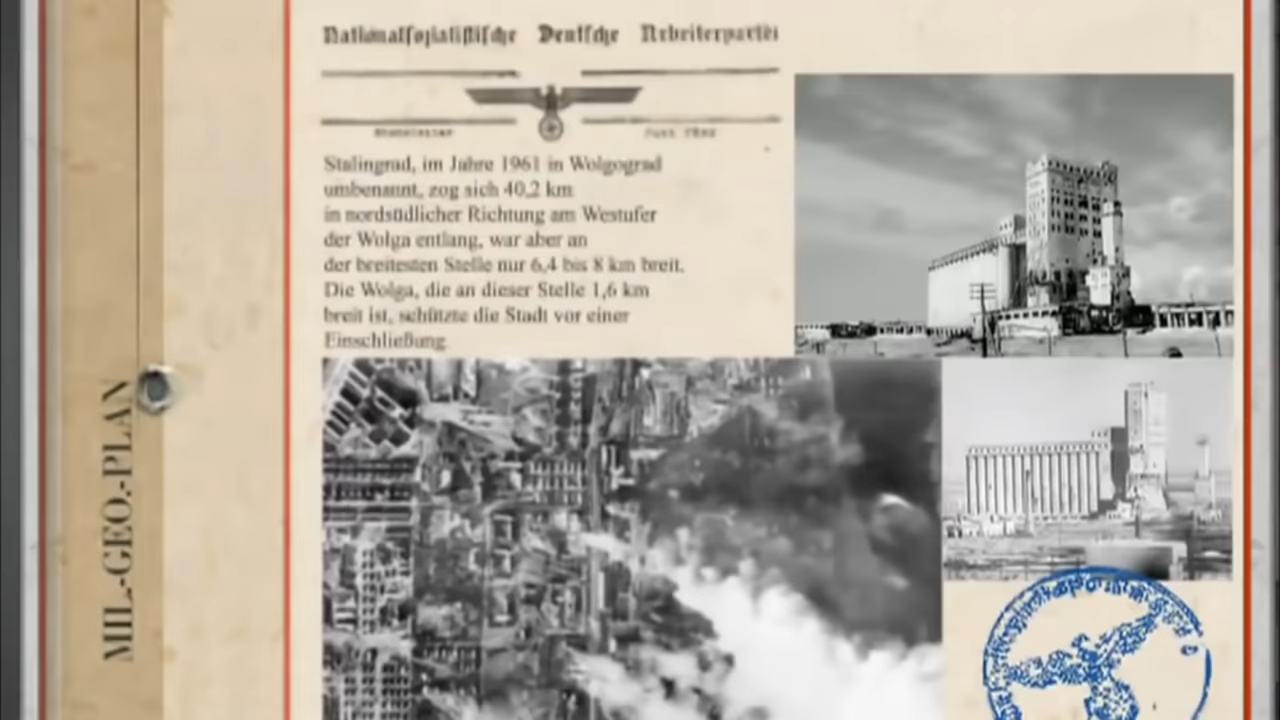 Nationalsozialistische Deutsche Arbeiterpartei
Stalingrad, im Jahre 1961 in Wolgograd
umbenannt, zog sich 40,2 km
in nordsüdlicher Richtung am Westufer
der Wolga entlang, war aber an
der breitesten Stelle nur 6,4 bis 8 km breit.
Die Wolga, die an dieser Stelle 1,6 km
breit ist, schützte die Stadt vor einer
Einschließung.
MIL.-GEO.-PLAN